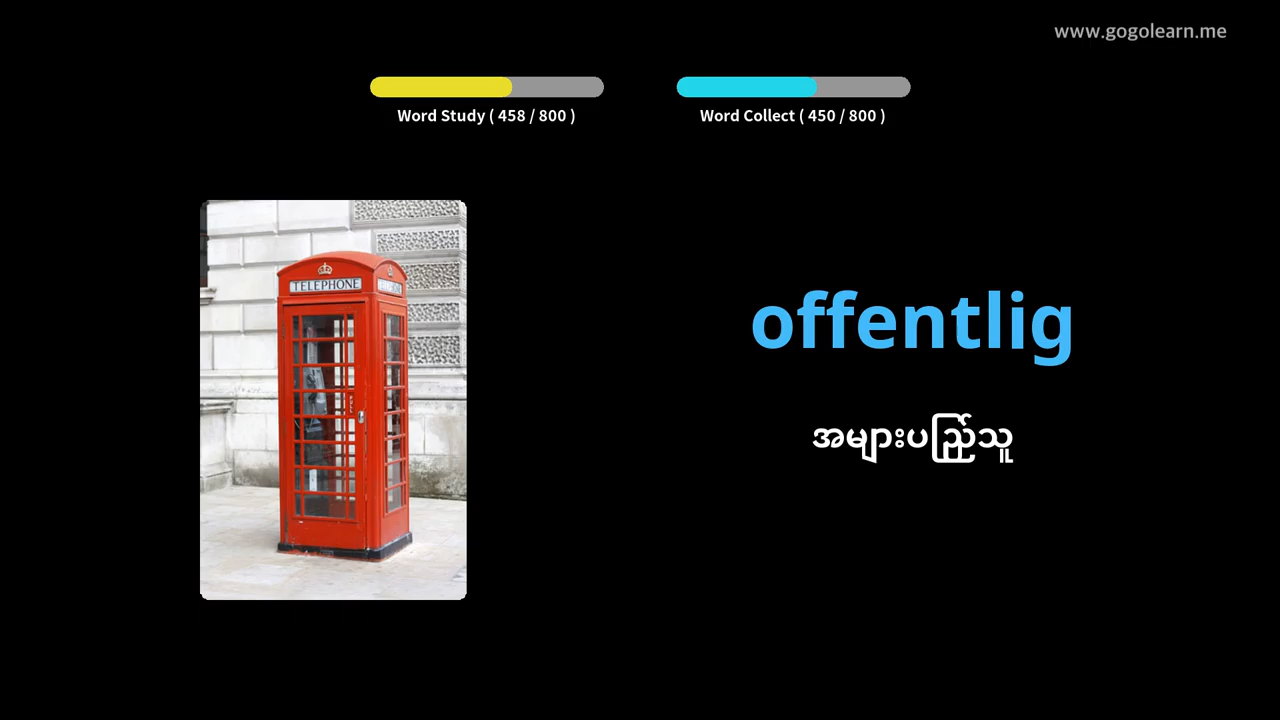 www.gogolearn.me
Word Study ( 458 / 800 )
Word Collect ( 450 / 800 )
TELEPHONE
offentlig
အများပြည်သူ